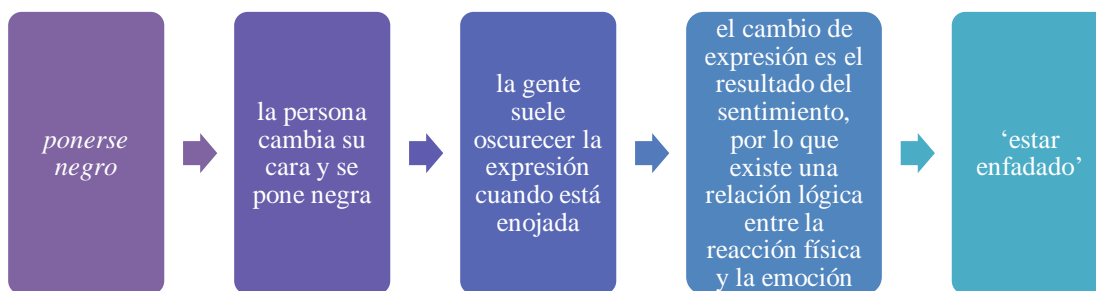 ponerse
negro
la persona
cambia su
cara y se
pone negra
la gente
suele
oscurecer la
expresión
cuando está
enojada
el cambio de
expresión es el
resultado del
sentimiento,
por lo que
existe una
relación lógica
entre la
reacción física
y la emoción
‘estar
enfadado’